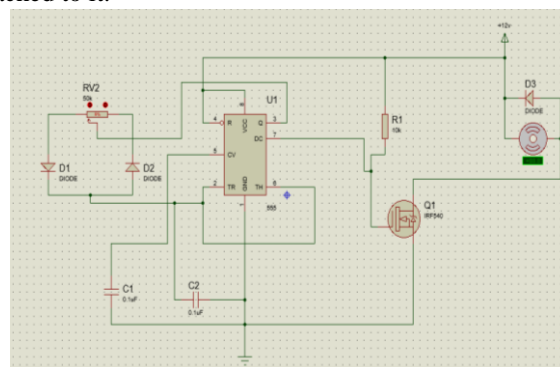 +12v
RV2
50k
D1
DIODE
D2
DIODE
U1
4
R
VCC
8
Q
3
DC
7
5
CV
2
TR
GND
1
TH
6
555
R1
10k
D3
DIODE
Q1
IRF540
C1
0.1uF
C2
0.1uF